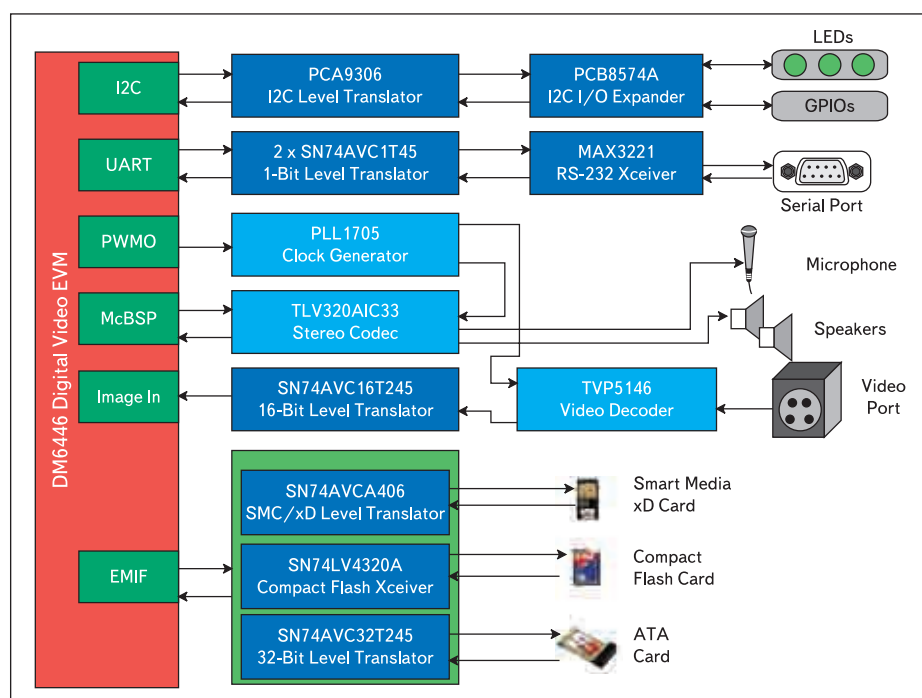 DM6446 Digital Video EVM
I2C
PCA9306
I2C Level Translator
PCB8574A
I2C I/O Expander
LEDs
GPIOs
UART
2 x SN74AVC1T45
1-Bit Level Translator
MAX3221
RS-232 Xceiver
Serial Port
PWMO
PLL1705
Clock Generator
Microphone
McBSP
TLV320AIC33
Stereo Codec
Speakers
Image In
SN74AVC16T245
16-Bit Level Translator
TVP5146
Video Decoder
Video
Port
EMIF
SN74AVCA406
SMC/xD Level Translator
Smart Media
xD Card
SN74LV4320A
Compact Flash Xceiver
Compact
Flash Card
SN74AVC32T245
32-Bit Level Translator
ATA
Card